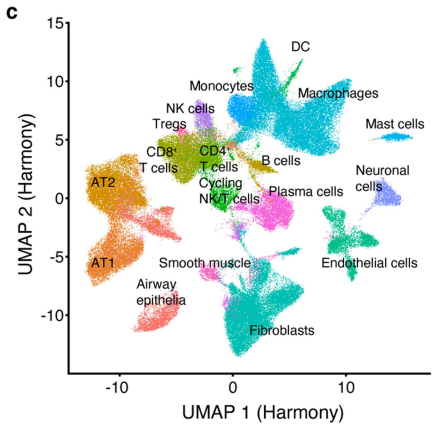 c
15
10
5
0
-5
-10
-10
0
10
UMAP 2 (Harmony)
UMAP 1 (Harmony)
DC
Monocytes
Macrophages
NK cells
Tregs
Mast cells
CD8⁺
T cells
CD4⁺
T cells
B cells
AT2
Cycling
NK/T cells
Plasma cells
Neuronal
cells
AT1
Smooth muscle
Endothelial cells
Airway
epithelia
Fibroblasts